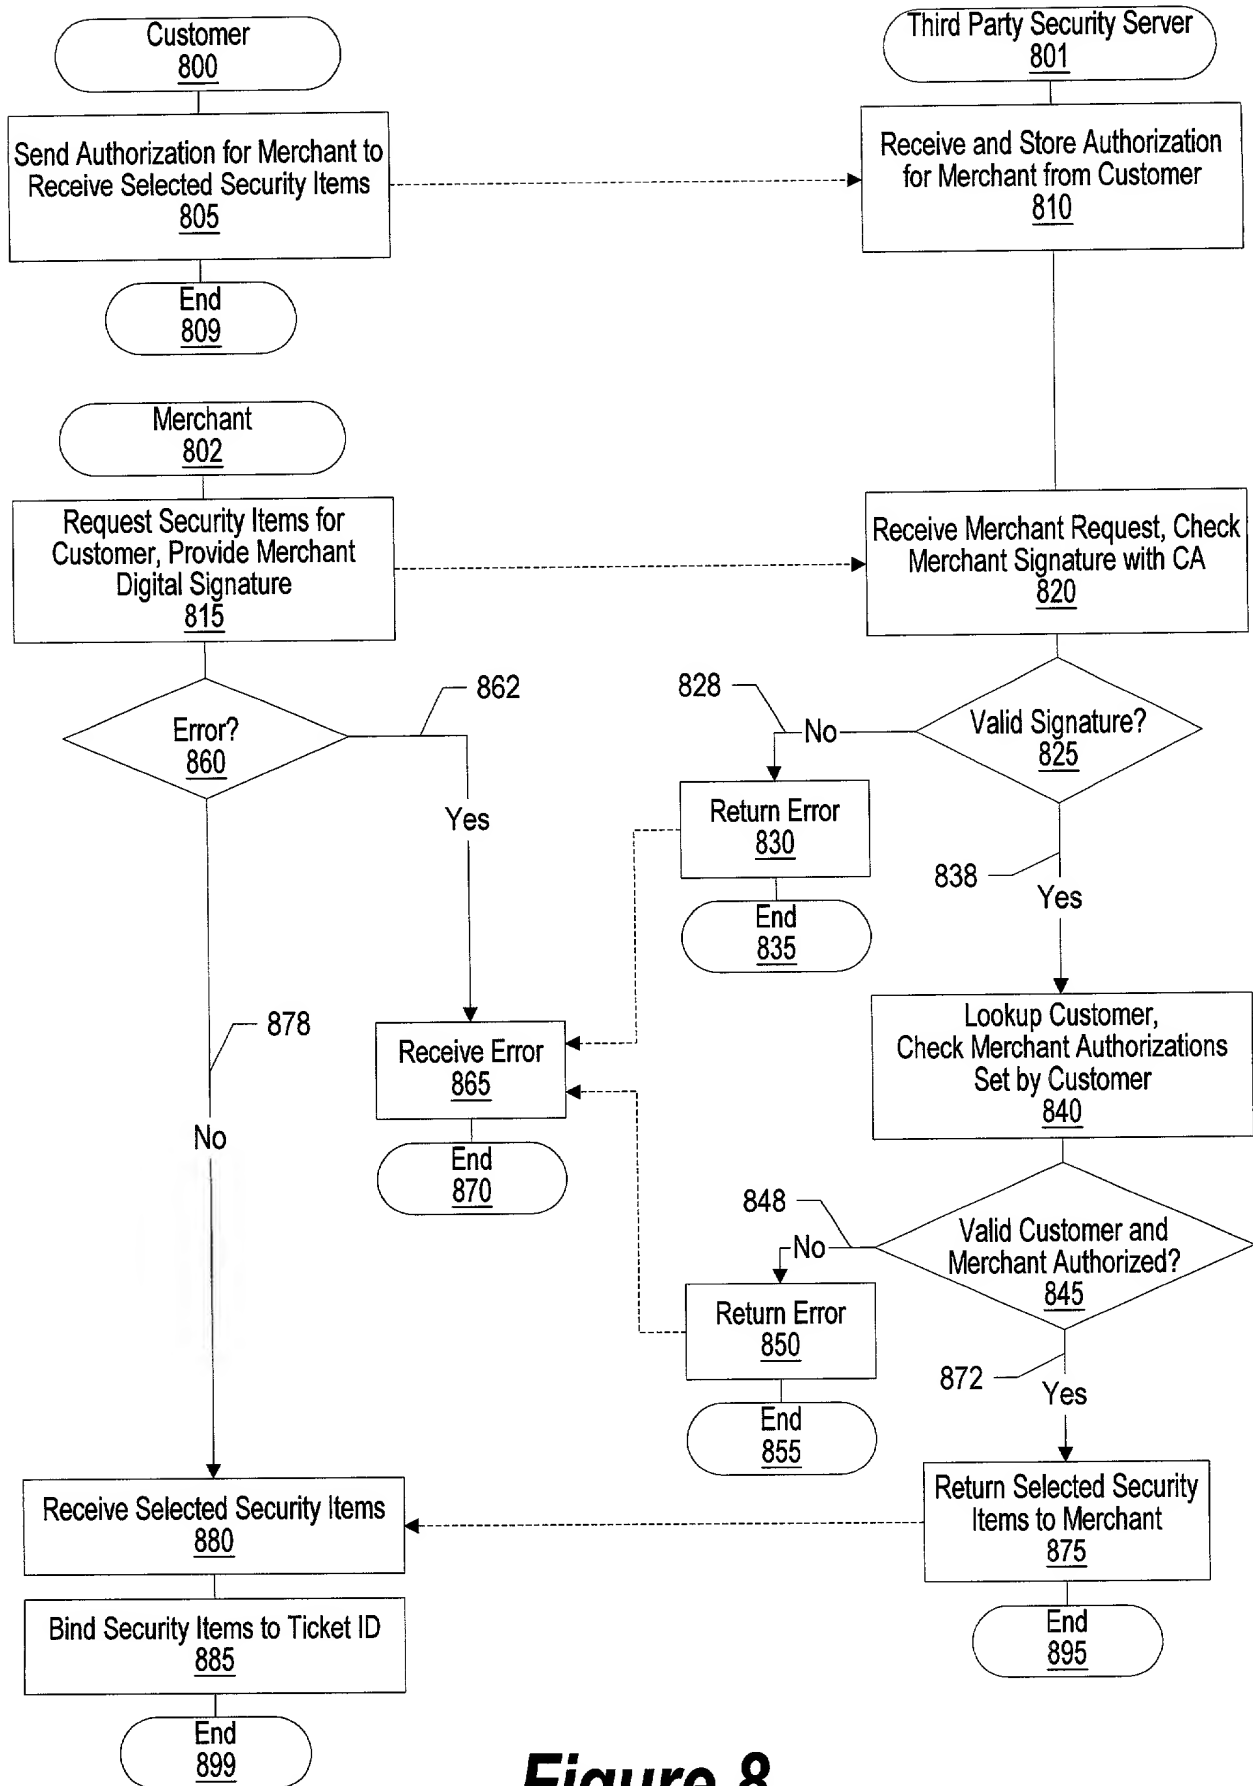 Customer
800
Third Party Security Server
801
Send Authorization for Merchant to
Receive Selected Security Items
805
Receive and Store Authorization
for Merchant from Customer
810
End
809
Merchant
802
Request Security Items for
Customer, Provide Merchant
Digital Signature
815
Receive Merchant Request, Check
Merchant Signature with CA
820
862
828
Error?
860
No
Valid Signature?
825
Yes
Return Error
830
838
Yes
End
835
878
Receive Error
865
Lookup Customer,
Check Merchant Authorizations
Set by Customer
840
No
End
870
848
No
Valid Customer and
Merchant Authorized?
845
Return Error
850
872
Yes
End
855
Receive Selected Security Items
880
Return Selected Security
Items to Merchant
875
Bind Security Items to Ticket ID
885
End
895
End
899
Figure 8